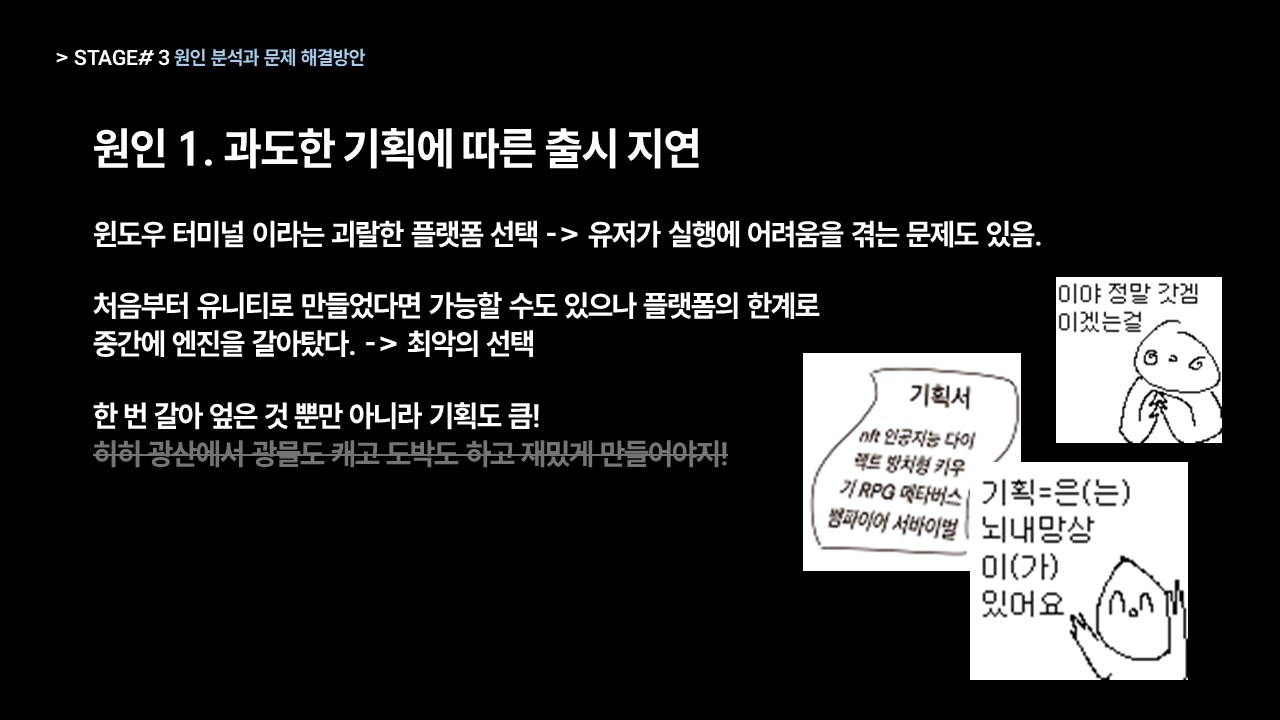 > STAGE# 3 원인 분석과 문제 해결방안
원인 1. 과도한 기획에 따른 출시 지연
윈도우 터미널 이라는 괴랄한 플랫폼 선택 -> 유저가 실행에 어려움을 겪는 문제도 있음.
처음부터 유니티로 만들었다면 가능할 수도 있으나 플랫폼의 한계로
중간에 엔진을 갈아탔다. -> 최악의 선택
한 번 갈아 엎은 것 뿐만 아니라 기획도 큼!
히히 광산에서 광물도 캐고 도박도 하고 재밌게 만들어야지!
이야 정말 갓겜
이겠는걸
기획서
nft 인공지능 다이
렉트 방치형 키우
기 RPG 메타버스
뱀파이어 서바이벌
기획=은(는)
뇌내망상
이(가)
있어요